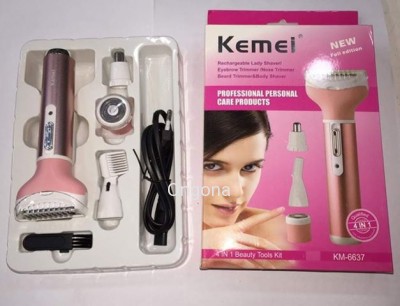 Kemei
NEW
Full edition
Rechargeable Lady Shaver/
Eyebrow Trimmer /Nose Trimmer
Beard Trimmer&Body Shaver
PROFESSIONAL PERSONAL
CARE PRODUCTS
4 IN 1
4 IN 1 Beauty Tools Kit
KM-6637